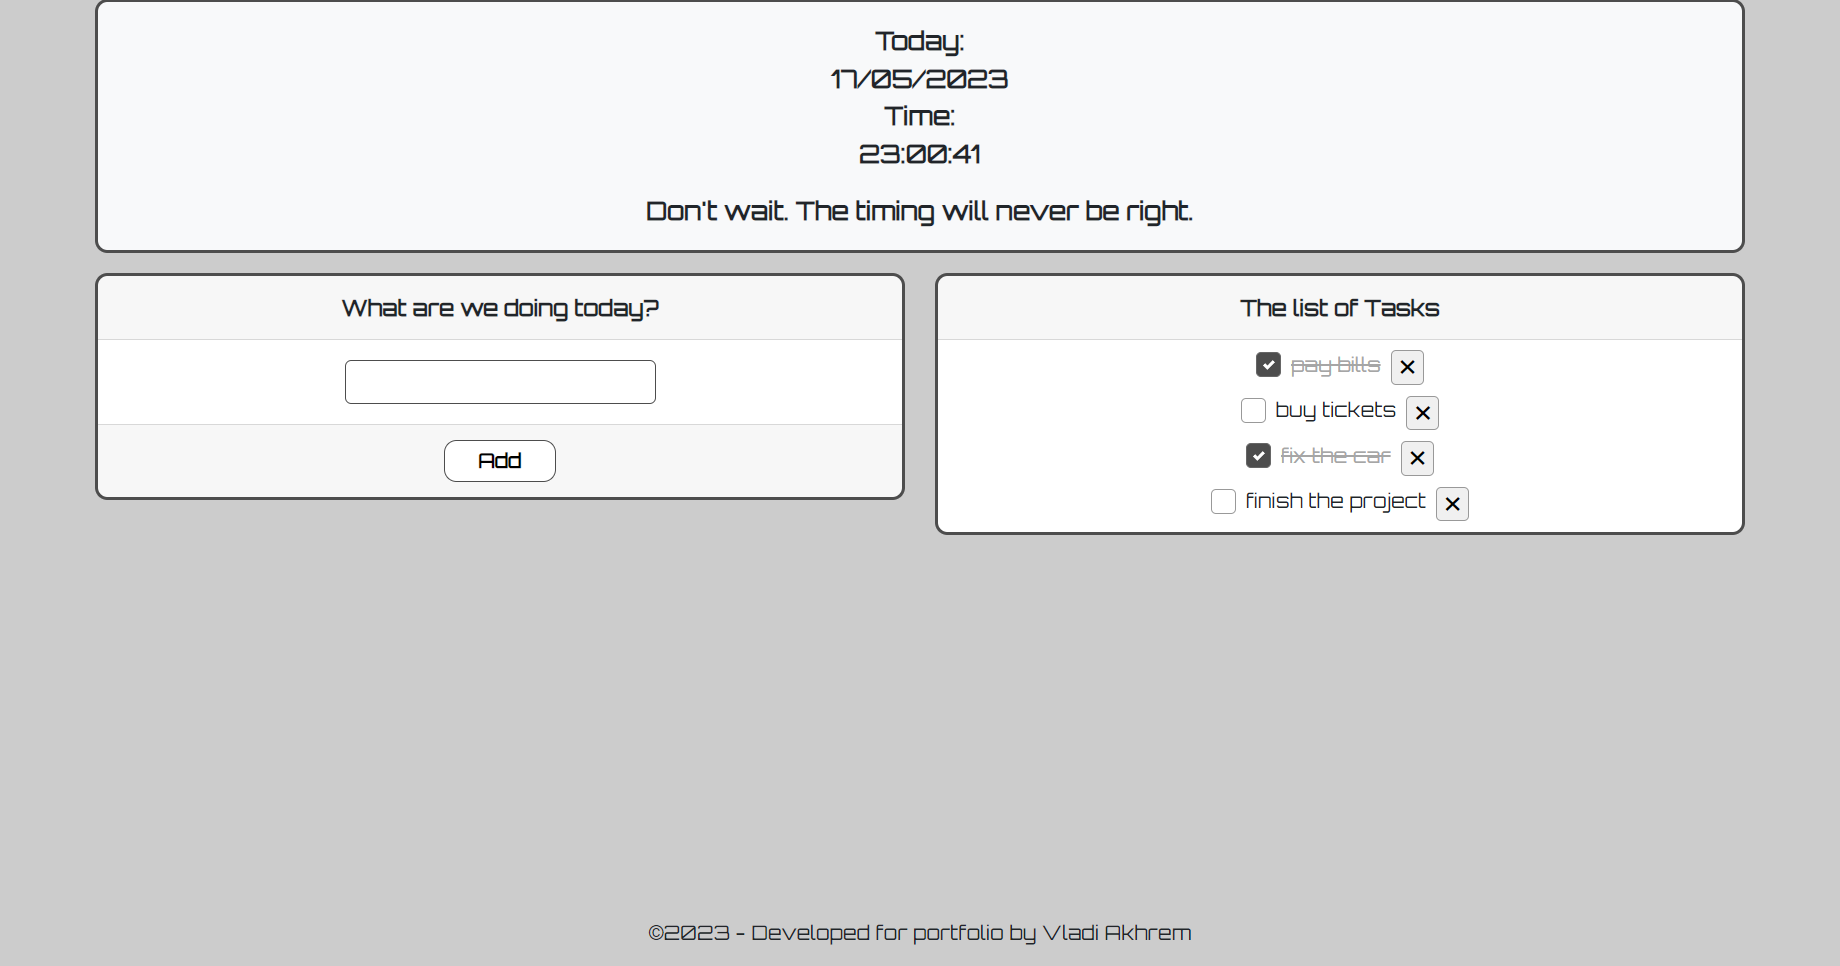 Today:
17/05/2023
Time:
23:00:41
Don't wait. The timing will never be right.
What are we doing today?
Add
The list of Tasks
pay bills
buy tickets
fix the car
finish the project
©2023 - Developed for portfolio by Vladi Akhrem